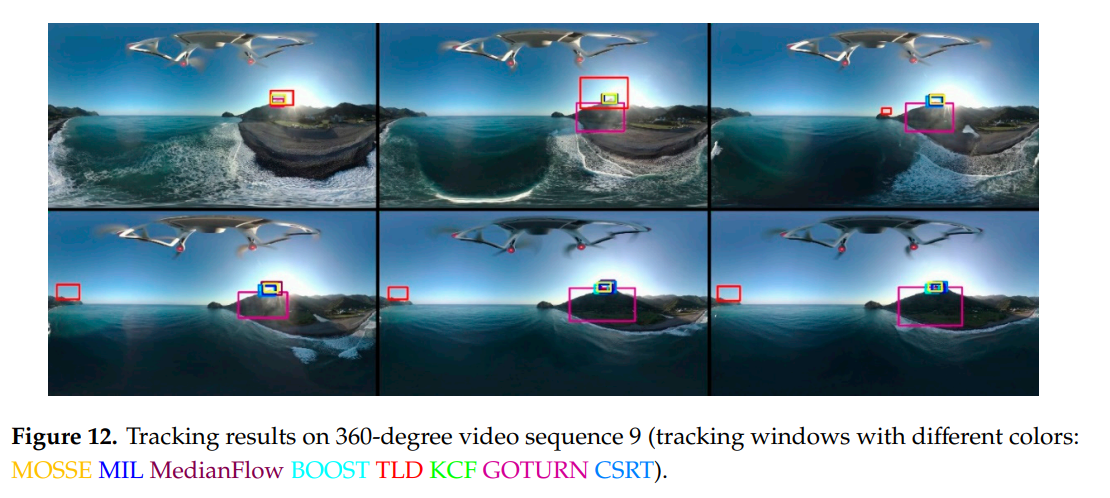 Figure 12. Tracking results on 360-degree video sequence 9 (tracking windows with different colors:
MOSSE MIL MedianFlow BOOST TLD KCF GOTURN CSRT).